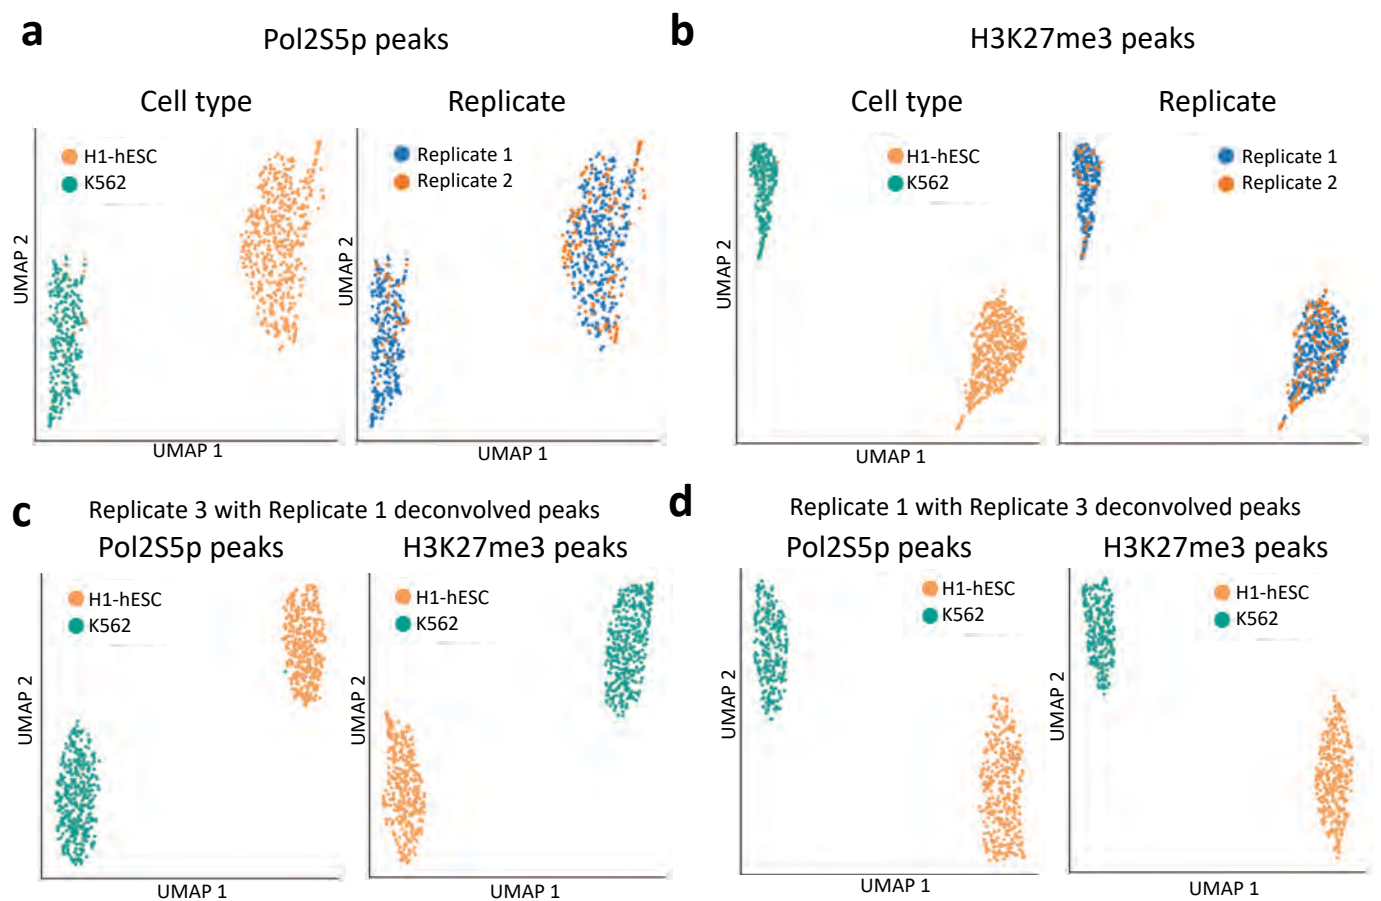 a
Pol2S5p peaks
Cell type
Replicate
H1-hESC
K562
Replicate 1
Replicate 2
UMAP 2
UMAP 2
UMAP 1
UMAP 1
b
H3K27me3 peaks
Cell type
Replicate
H1-hESC
K562
Replicate 1
Replicate 2
UMAP 2
UMAP 1
c
Replicate 3 with Replicate 1 deconvolved peaks
Pol2S5p peaks
H3K27me3 peaks
H1-hESC
K562
H1-hESC
K562
UMAP 2
UMAP 2
UMAP 1
UMAP 1
d
Replicate 1 with Replicate 3 deconvolved peaks
Pol2S5p peaks
H3K27me3 peaks
H1-hESC
K562
H1-hESC
K562
UMAP 2
UMAP 2
UMAP 1
UMAP 1